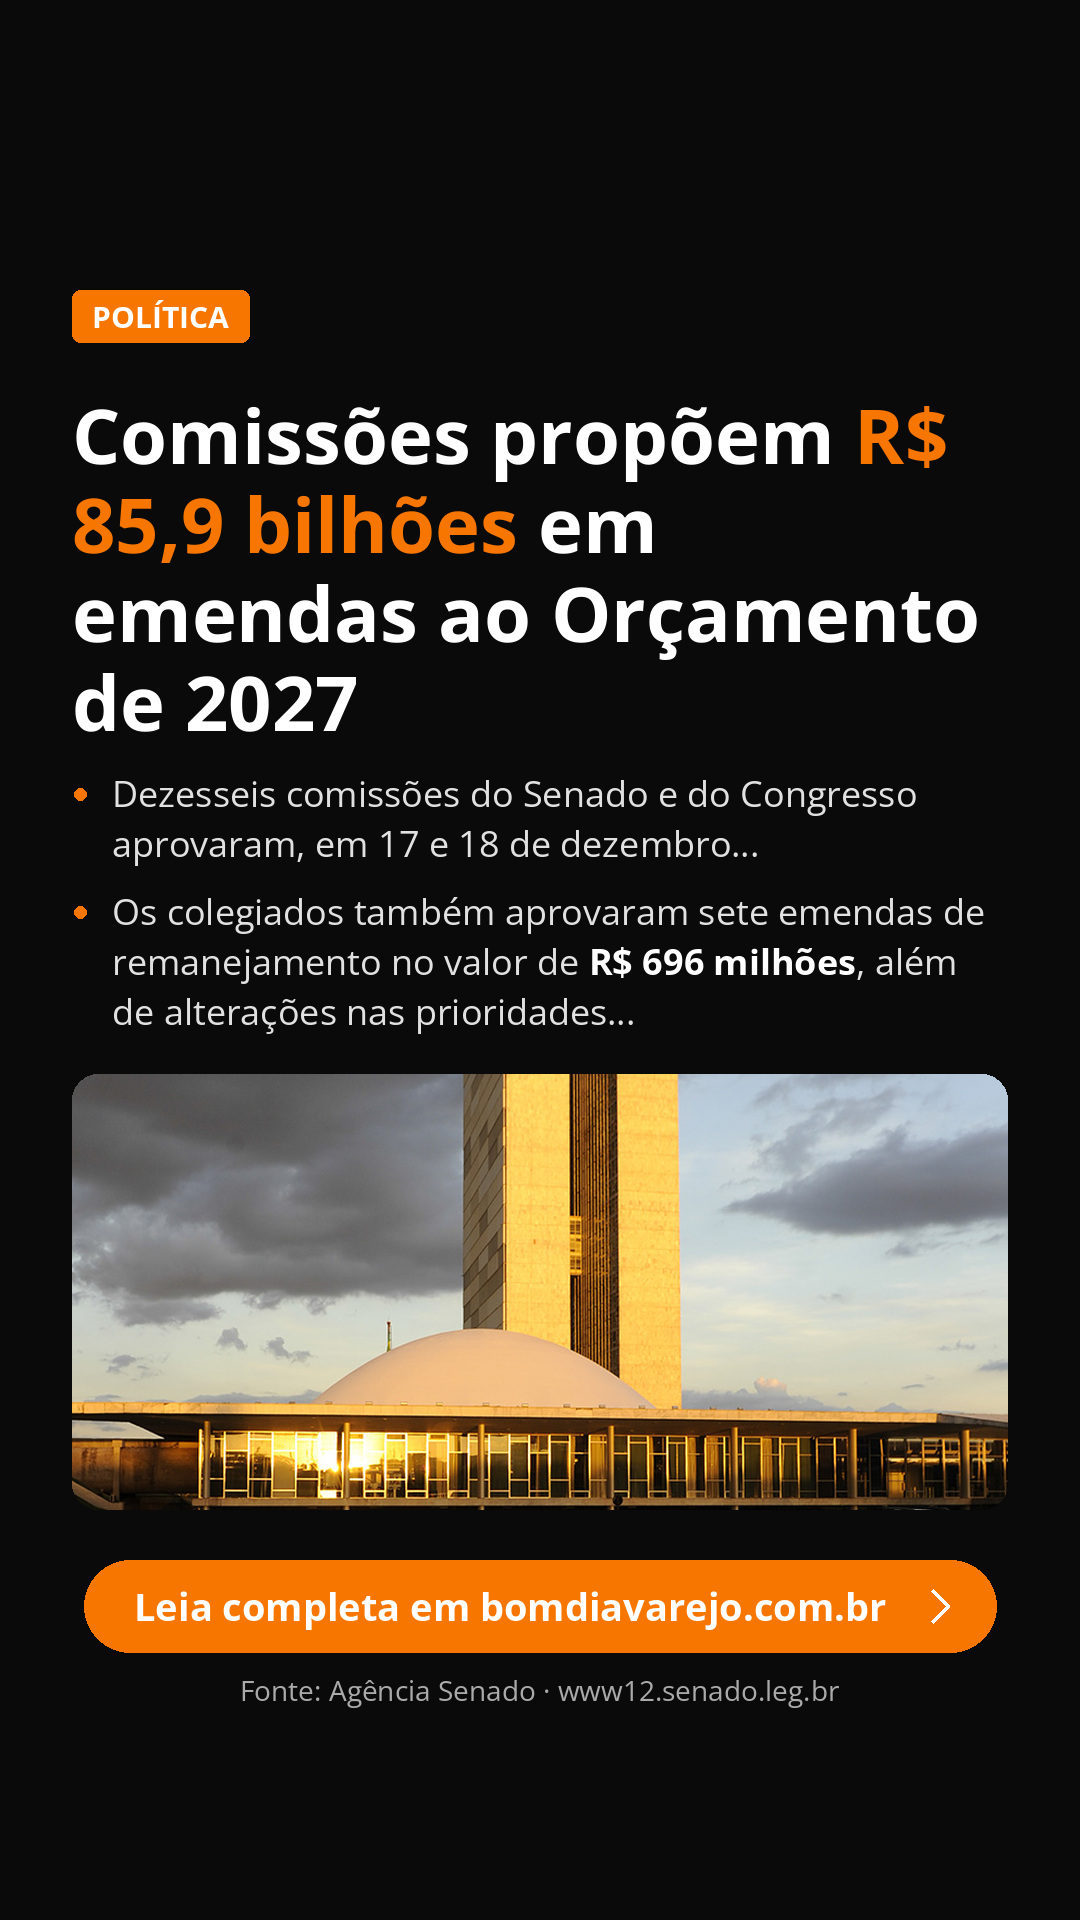 POLÍTICA
Comissões propõem R$
85,9 bilhões em
emendas ao Orçamento
de 2027
Dezesseis comissões do Senado e do Congresso
aprovaram, em 17 e 18 de dezembro...
Os colegiados também aprovaram sete emendas de
remanejamento no valor de R$ 696 milhões, além
de alterações nas prioridades...
Leia completa em bomdiavarejo.com.br
Fonte: Agência Senado · www12.senado.leg.br